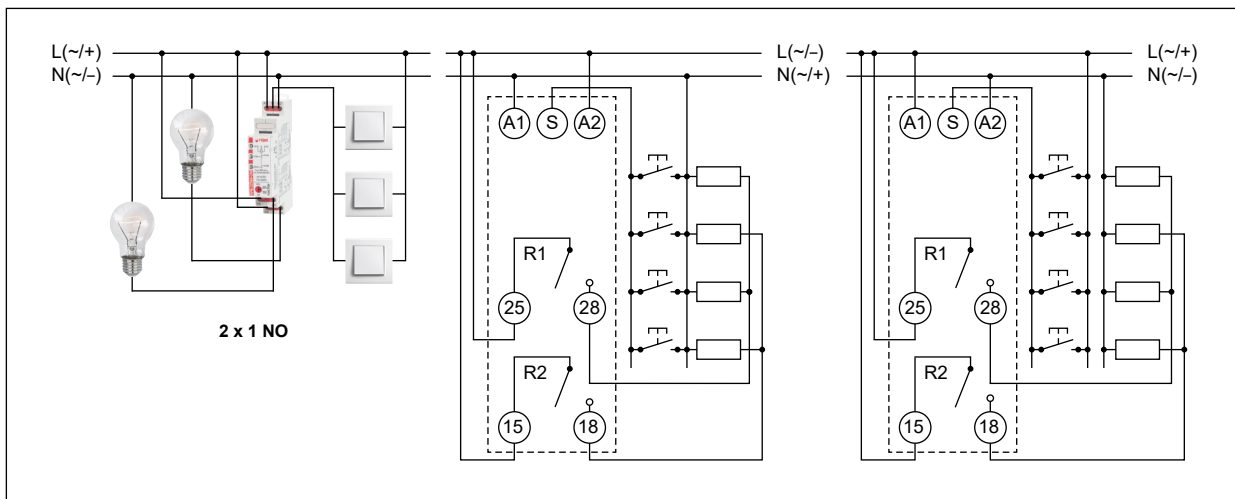 L(~/+)
N(~/–)
2 x 1 NO
L(~/–)
N(~/+)
A1 S A2
R1
25 28
R2
15 18
L(~/+)
N(~/–)
A1 S A2
R1
25 28
R2
15 18